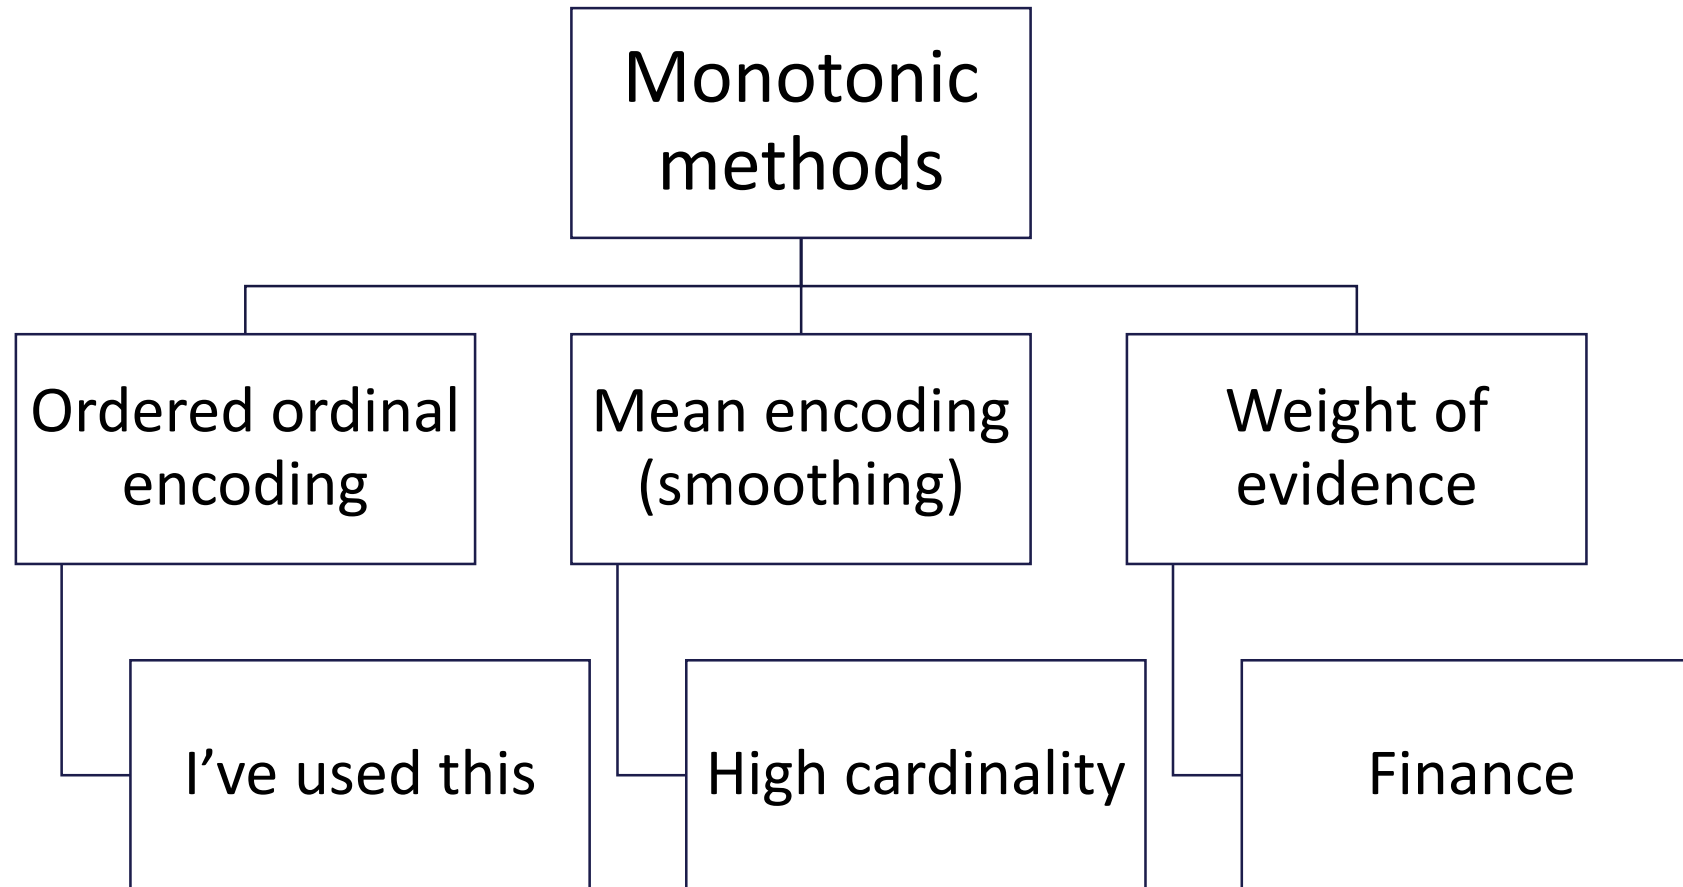 Monotonic
methods
Ordered ordinal
encoding
Mean encoding
(smoothing)
Weight of
evidence
I’ve used this
High cardinality
Finance